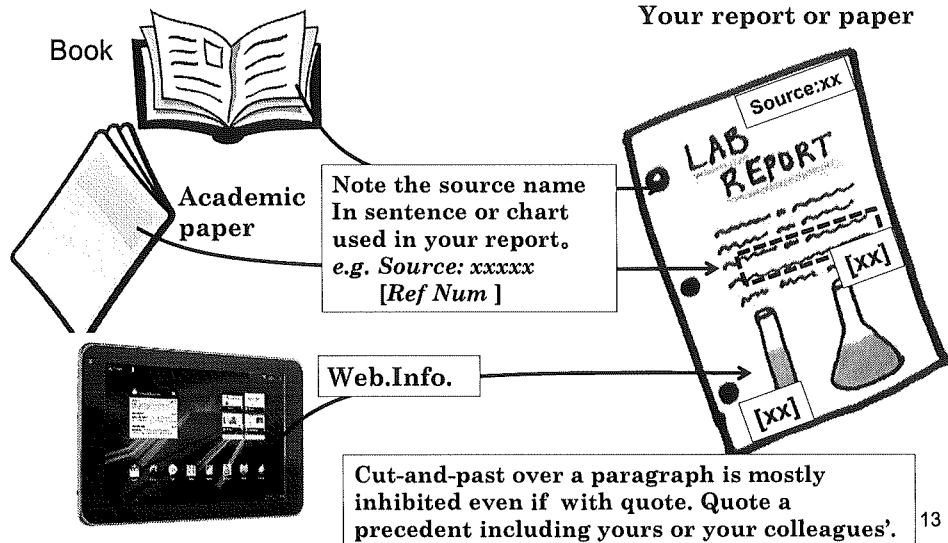 Your report or paper
Book
Source:xx
LAB
REPORT
Academic
paper
Note the source name
In sentence or chart
used in your report。
e.g. Source: xxxxx
[Ref Num ]
[xx]
Web.Info.
[xx]
Cut-and-past over a paragraph is mostly
inhibited even if with quote. Quote a
precedent including yours or your colleagues'.
13